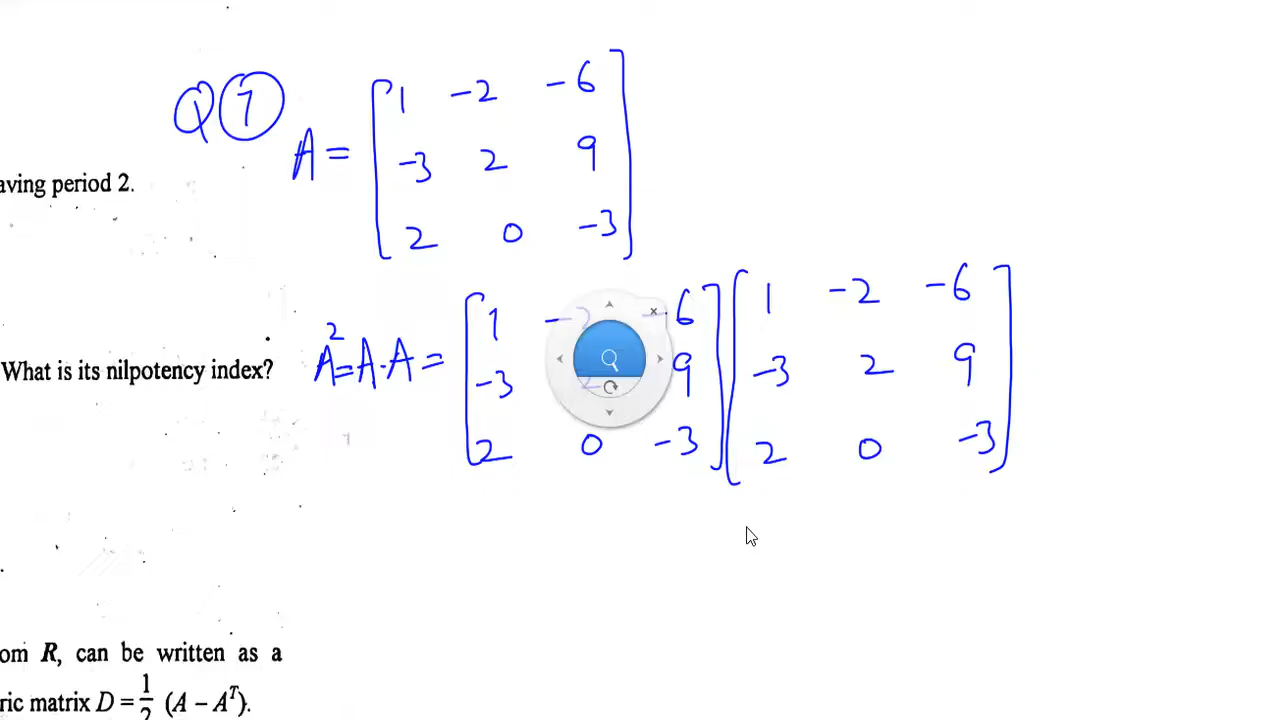 Q 7
A = [ 1 -2 -6
-3 2 9
2 0 -3 ]
aving period 2.
What is its nilpotency index?
A² = A·A = [ 1 -2 -6 ] [ 1 -2 -6
-3 2 9 -3 2 9
2 0 -3 ] 2 0 -3 ]
om R, can be written as a
ric matrix D = 1/2 (A – Aᵀ).